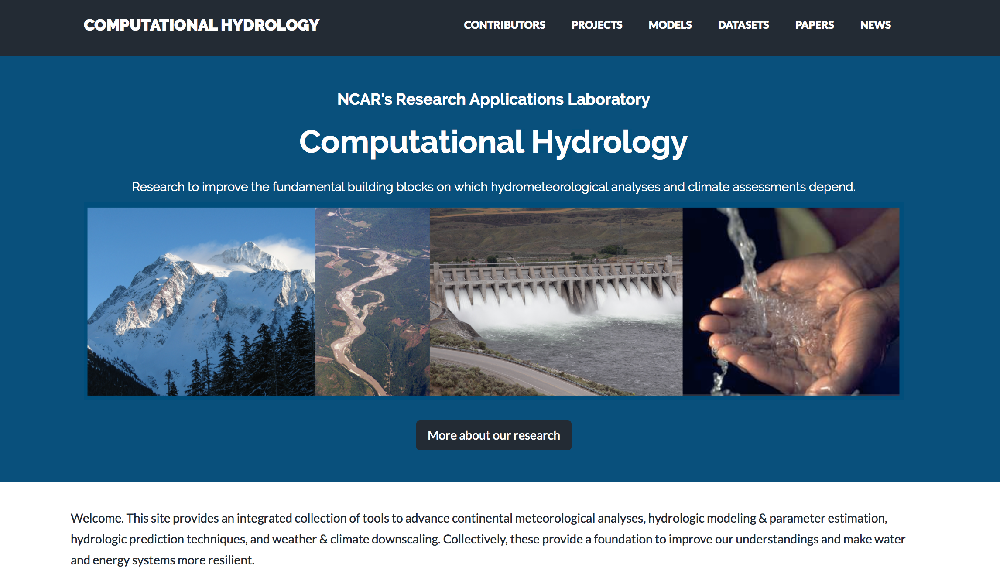 COMPUTATIONAL HYDROLOGY
CONTRIBUTORS PROJECTS MODELS DATASETS PAPERS NEWS
NCAR's Research Applications Laboratory
Computational Hydrology
Research to improve the fundamental building blocks on which hydrometeorological analyses and climate assessments depend.
More about our research
Welcome. This site provides an integrated collection of tools to advance continental meteorological analyses, hydrologic modeling & parameter estimation,
hydrologic prediction techniques, and weather & climate downscaling. Collectively, these provide a foundation to improve our understandings and make water
and energy systems more resilient.